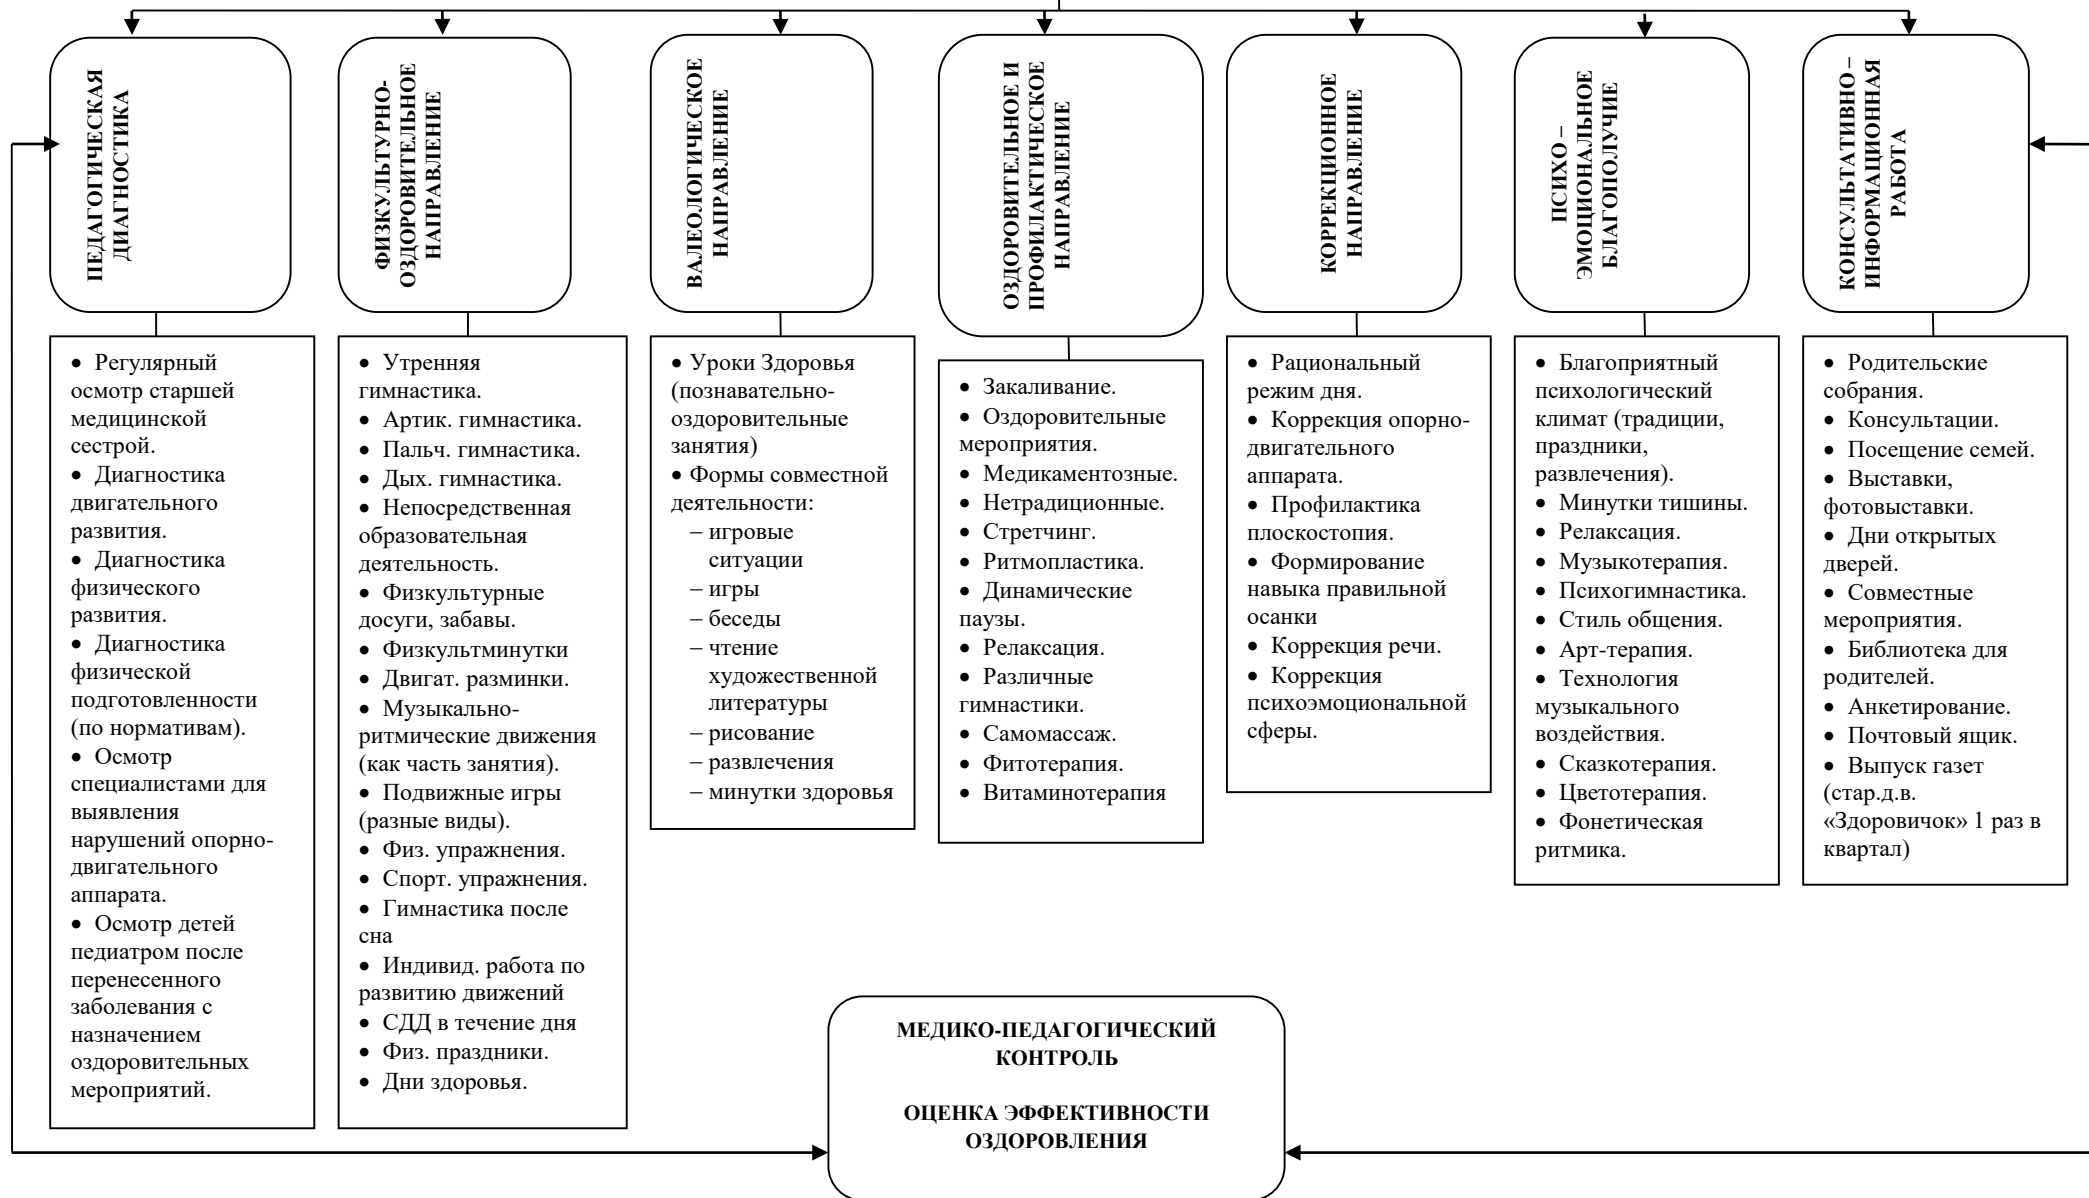 ПЕДАГОГИЧЕСКАЯ
ДИАГНОСТИКА
ФИЗКУЛЬТУРНО-
ОЗДОРОВИТЕЛЬНОЕ
НАПРАВЛЕНИЕ
ВАЛЕОЛОГИЧЕСКОЕ
НАПРАВЛЕНИЕ
ОЗДОРОВИТЕЛЬНОЕ И
ПРОФИЛАКТИЧЕСКОЕ
НАПРАВЛЕНИЕ
КОРРЕКЦИОННОЕ
НАПРАВЛЕНИЕ
ПСИХО –
ЭМОЦИОНАЛЬНОЕ
БЛАГОПОЛУЧИЕ
КОНСУЛЬТАТИВНО –
ИНФОРМАЦИОННАЯ
РАБОТА
• Регулярный
осмотр старшей
медицинской
сестрой.
• Диагностика
двигательного
развития.
• Диагностика
физического
развития.
• Диагностика
физической
подготовленности
(по нормативам).
• Осмотр
специалистами для
выявления
нарушений опорно-
двигательного
аппарата.
• Осмотр детей
педиатром после
перенесенного
заболевания с
назначением
оздоровительных
мероприятий.
• Утренняя
гимнастика.
• Артик. гимнастика.
• Пальч. гимнастика.
• Дых. гимнастика.
• Непосредственная
образовательная
деятельность.
• Физкультурные
досуги, забавы.
• Физкультминутки
• Двигат. разминки.
• Музыкально-
ритмические движения
(как часть занятия).
• Подвижные игры
(разные виды).
• Физ. упражнения.
• Спорт. упражнения.
• Гимнастика после
сна
• Индивид. работа по
развитию движений
• СДД в течение дня
• Физ. праздники.
• Дни здоровья.
• Уроки Здоровья
(познавательно-
оздоровительные
занятия)
• Формы совместной
деятельности:
– игровые
ситуации
– игры
– беседы
– чтение
художественной
литературы
– рисование
– развлечения
– минутки здоровья
• Закаливание.
• Оздоровительные
мероприятия.
• Медикаментозные.
• Нетрадиционные.
• Стретчинг.
• Ритмопластика.
• Динамические
паузы.
• Релаксация.
• Различные
гимнастики.
• Самомассаж.
• Фитотерапия.
• Витаминотерапия
• Рациональный
режим дня.
• Коррекция опорно-
двигательного
аппарата.
• Профилактика
плоскостопия.
• Формирование
навыка правильной
осанки
• Коррекция речи.
• Коррекция
психоэмоциональной
сферы.
• Благоприятный
психологический
климат (традиции,
праздники,
развлечения).
• Минутки тишины.
• Релаксация.
• Музыкотерапия.
• Психогимнастика.
• Стиль общения.
• Арт-терапия.
• Технология
музыкального
воздействия.
• Сказкотерапия.
• Цветотерапия.
• Фонетическая
ритмика.
• Родительские
собрания.
• Консультации.
• Посещение семей.
• Выставки,
фотовыставки.
• Дни открытых
дверей.
• Совместные
мероприятия.
• Библиотека для
родителей.
• Анкетирование.
• Почтовый ящик.
• Выпуск газет
(стар.д.в.
«Здоровичок» 1 раз в
квартал)
МЕДИКО-ПЕДАГОГИЧЕСКИЙ
КОНТРОЛЬ
ОЦЕНКА ЭФФЕКТИВНОСТИ
ОЗДОРОВЛЕНИЯ